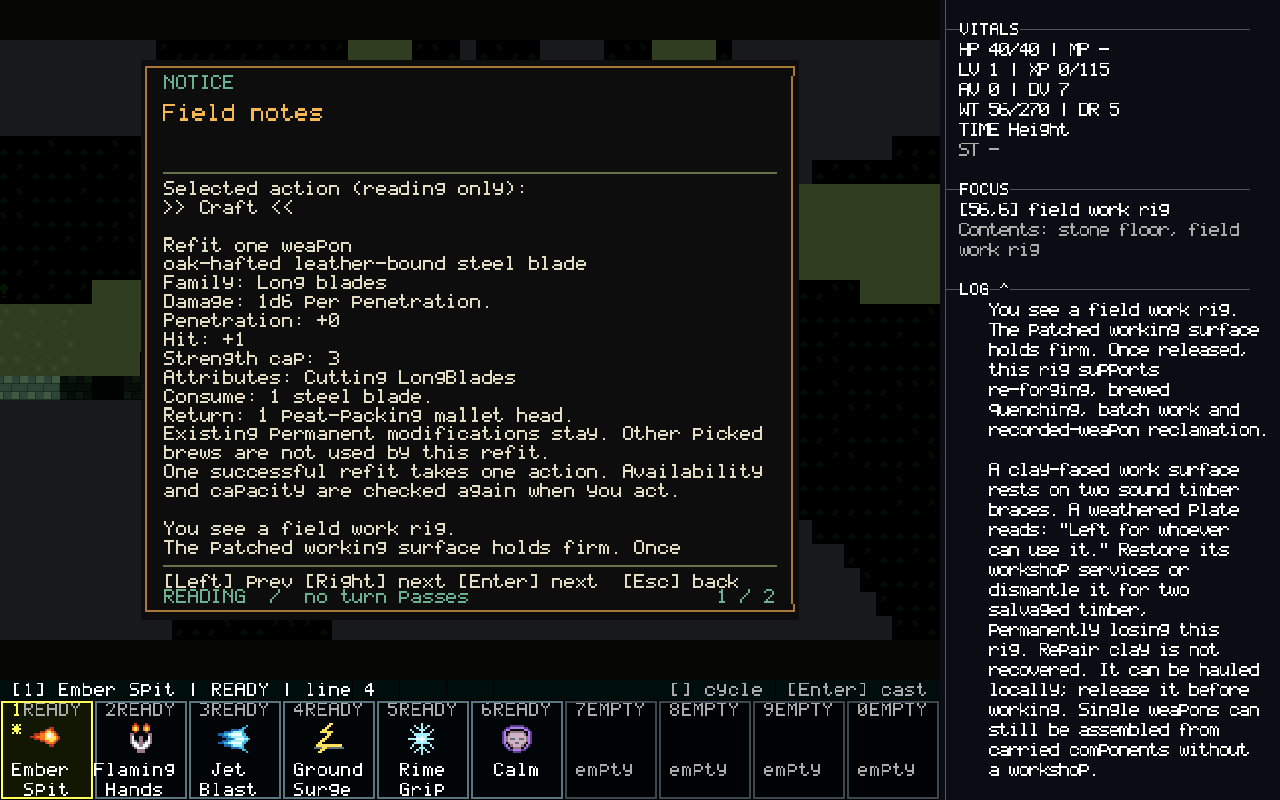 NOTICE
Field notes
Selected action (reading only):
>> Craft <<
Refit one weapon
oak-hafted leather-bound steel blade
Family: Long blades
Damage: 1d6 per penetration.
Penetration: +0
Hit: +1
Strength cap: 3
Attributes: Cutting LongBlades
Consume: 1 steel blade.
Return: 1 peat-packing mallet head.
Existing permanent modifications stay. Other picked
brews are not used by this refit.
One successful refit takes one action. Availability
and capacity are checked again when you act.
You see a field work rig.
The patched working surface holds firm. Once
[Left] prev [Right] next [Enter] next [Esc] back
READING / no turn passes 1 / 2
VITALS
HP 40/40 | MP -
LV 1 | XP 0/115
AV 0 | DV 7
WT 56/270 | DR 5
TIME Height
ST -
FOCUS
[56,6] field work rig
Contents: stone floor, field
work rig
LOG ^
You see a field work rig.
The patched working surface
holds firm. Once released,
this rig supports
re-forging, brewed
quenching, batch work and
recorded-weapon reclamation.
A clay-faced work surface
rests on two sound timber
braces. A weathered plate
reads: "Left for whoever
can use it." Restore its
workshop services or
dismantle it for two
salvaged timber,
permanently losing this
rig. Repair clay is not
recovered. It can be hauled
locally; release it before
working. Single weapons can
still be assembled from
carried components without
a workshop.
[1] Ember Spit | READY | line 4 [] cycle [Enter] cast
1READY 2READY 3READY 4READY 5READY 6READY 7EMPTY 8EMPTY 9EMPTY 0EMPTY
*
Ember Flaming Jet Ground Rime Calm empty empty empty empty
Spit Hands Blast Surge Grip